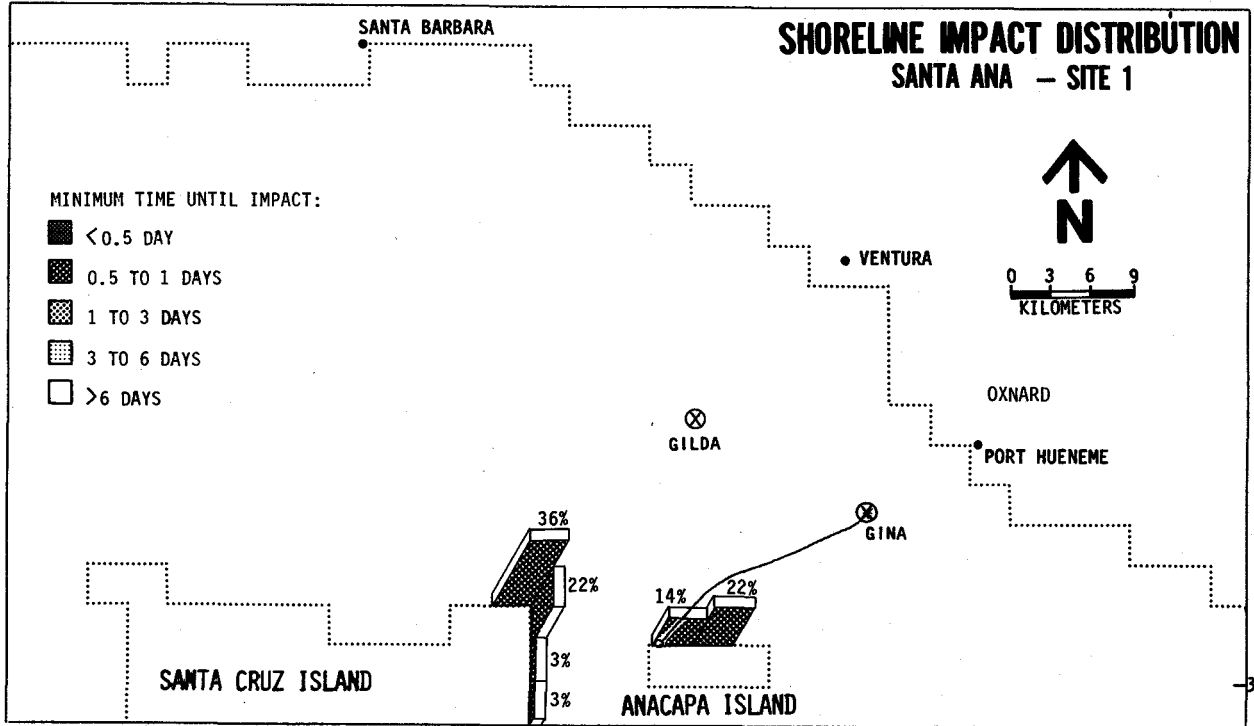 SHORELINE IMPACT DISTRIBUTION
SANTA ANA — SITE 1
SANTA BARBARA
N
MINIMUM TIME UNTIL IMPACT:
<0.5 DAY
0.5 TO 1 DAYS
1 TO 3 DAYS
3 TO 6 DAYS
>6 DAYS
VENTURA
0 3 6 9
KILOMETERS
OXNARD
GILDA
PORT HUENEME
GINA
36%
22%
14% 22%
3%
3%
SANTA CRUZ ISLAND
ANACAPA ISLAND
-3